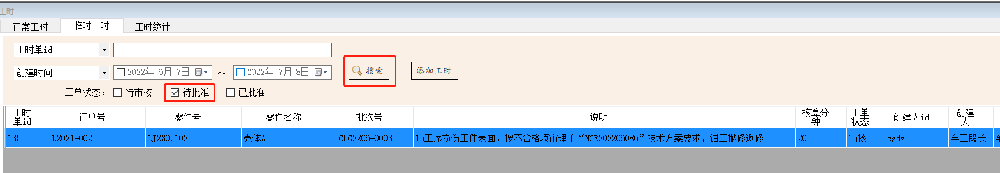 工时
正常工时 临时工时 工时统计
工时单id
创建时间 2022年 6月 7日 ～ 2022年 7月 8日 搜索 添加工时
工单状态： 待审核 待批准 已批准
工时单id 订单号 零件号 零件名称 批次号 说明 核算分钟 工单状态 创建人id 创建人
135 L2021-002 LJ230.102 壳体A CLG2206-0003 15工序损伤工件表面，按不合格项审理单“NCR202206086”技术方案要求，钳工抛修返修。 20 审核 cgdz 车工段长